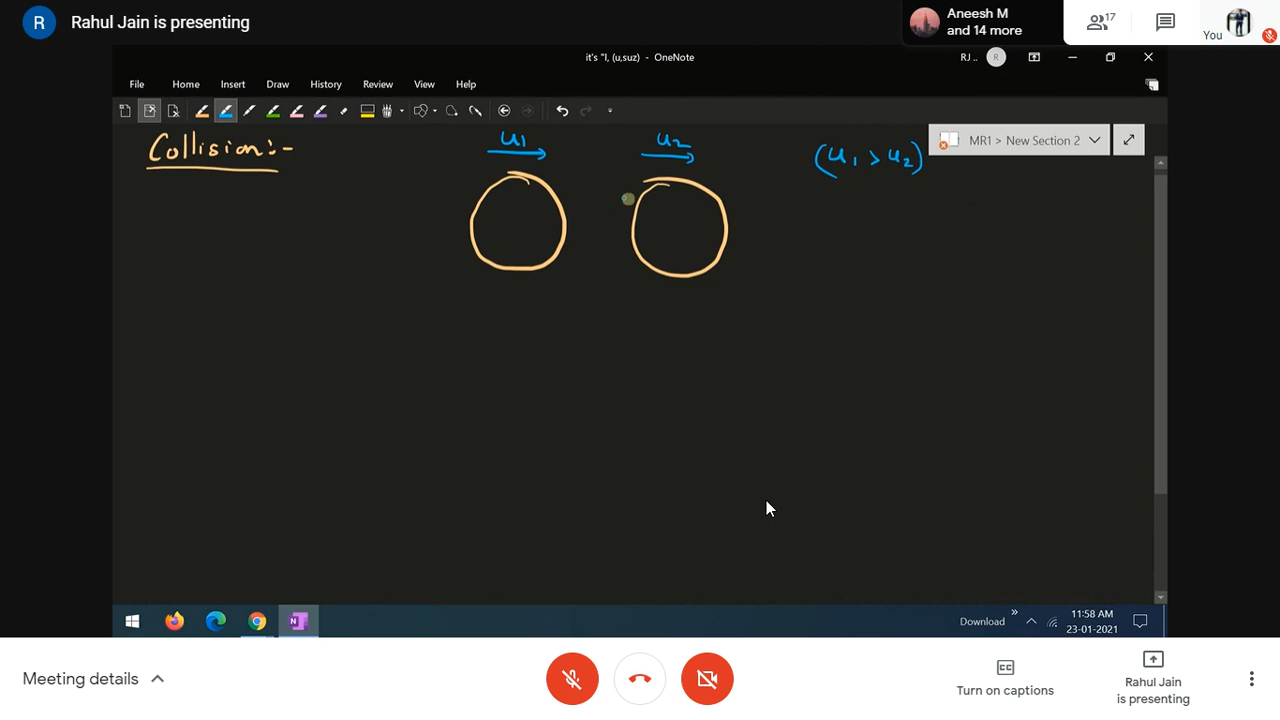 R Rahul Jain is presenting
Aneesh M
and 14 more
17
You
it's "I, (u,suz) - OneNote
RJ ..
R
File Home Insert Draw History Review View Help
Collision:-
u1
u2
(u1 > u2)
MR1 > New Section 2
Download
11:58 AM
23-01-2021
Meeting details
CC
Turn on captions
Rahul Jain
is presenting